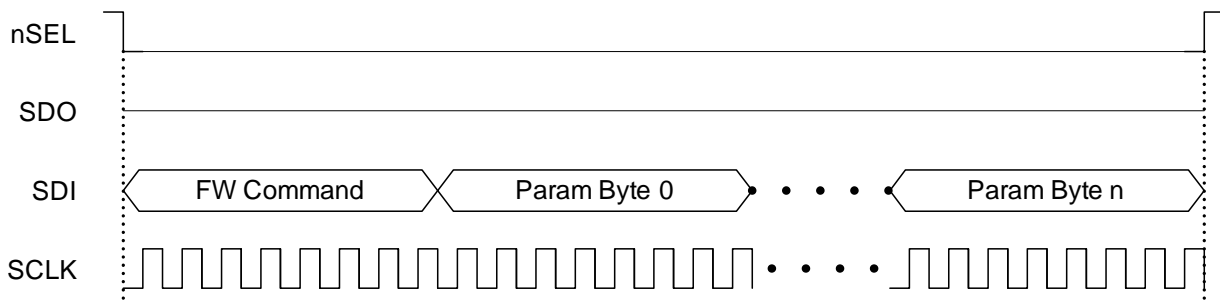 nSEL
SDO
SDI FW Command Param Byte 0 Param Byte n
SCLK